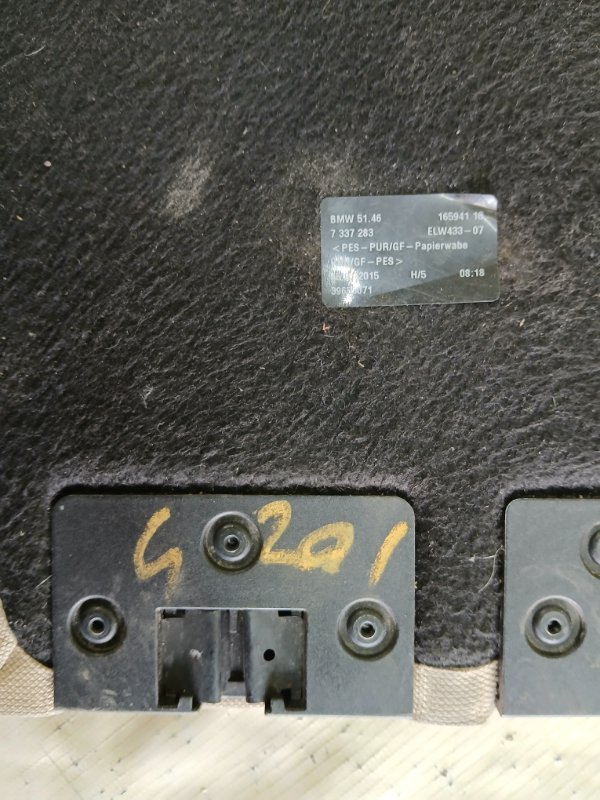 BMW 51.46 165941 16
7 337 283 ELW433-07
<PES-PUR/GF-Papierwabe
/GF-PES>
2015 H/5 08:18
G 201